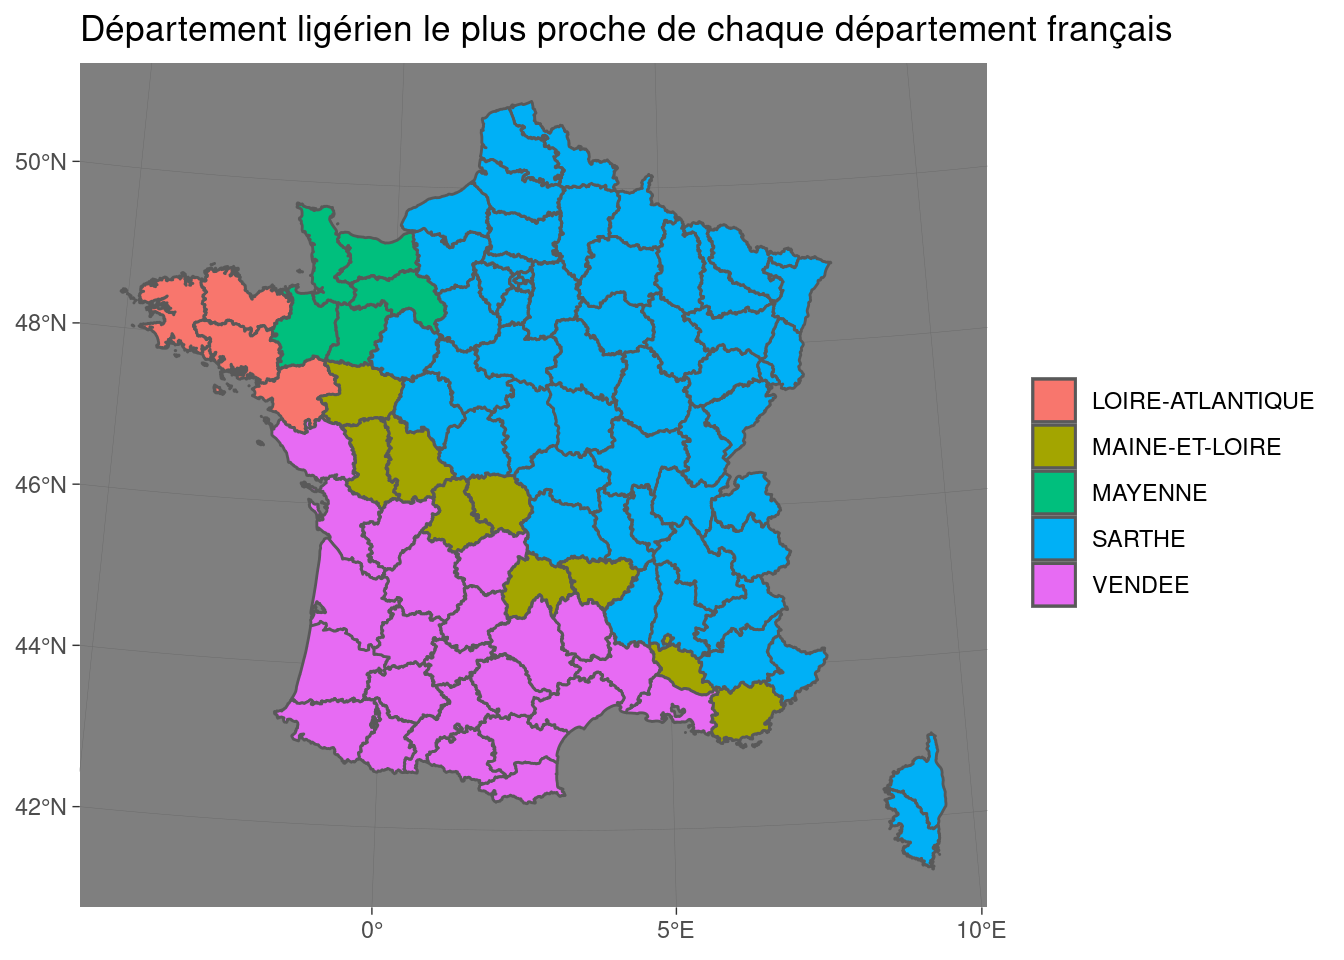 Département ligérien le plus proche de chaque département français
50°N
48°N
46°N
44°N
42°N
0°
5°E
10°E
LOIRE-ATLANTIQUE
MAINE-ET-LOIRE
MAYENNE
SARTHE
VENDEE